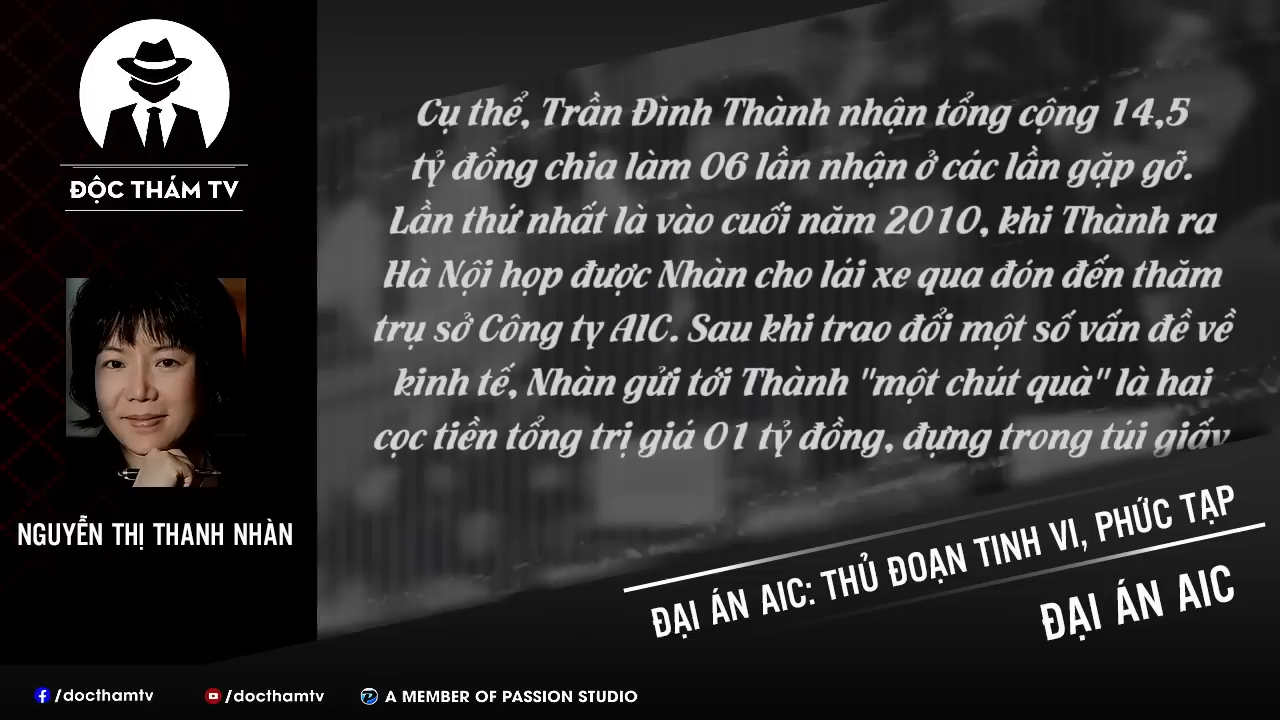 ĐỘC THÁM TV
NGUYỄN THỊ THANH NHÀN
Cụ thể, Trần Đình Thành nhận tổng cộng 14,5
tỷ đồng chia làm 06 lần nhận ở các lần gặp gỡ.
Lần thứ nhất là vào cuối năm 2010, khi Thành ra
Hà Nội họp được Nhàn cho lái xe qua đón đến thăm
trụ sở Công ty AIC. Sau khi trao đổi một số vấn đề về
kinh tế, Nhàn gửi tới Thành "một chút quà" là hai
cọc tiền tổng trị giá 01 tỷ đồng, đựng trong túi giấy
ĐẠI ÁN AIC: THỦ ĐOẠN TINH VI, PHỨC TẠP
ĐẠI ÁN AIC
/docthamtv
/docthamtv
A MEMBER OF PASSION STUDIO